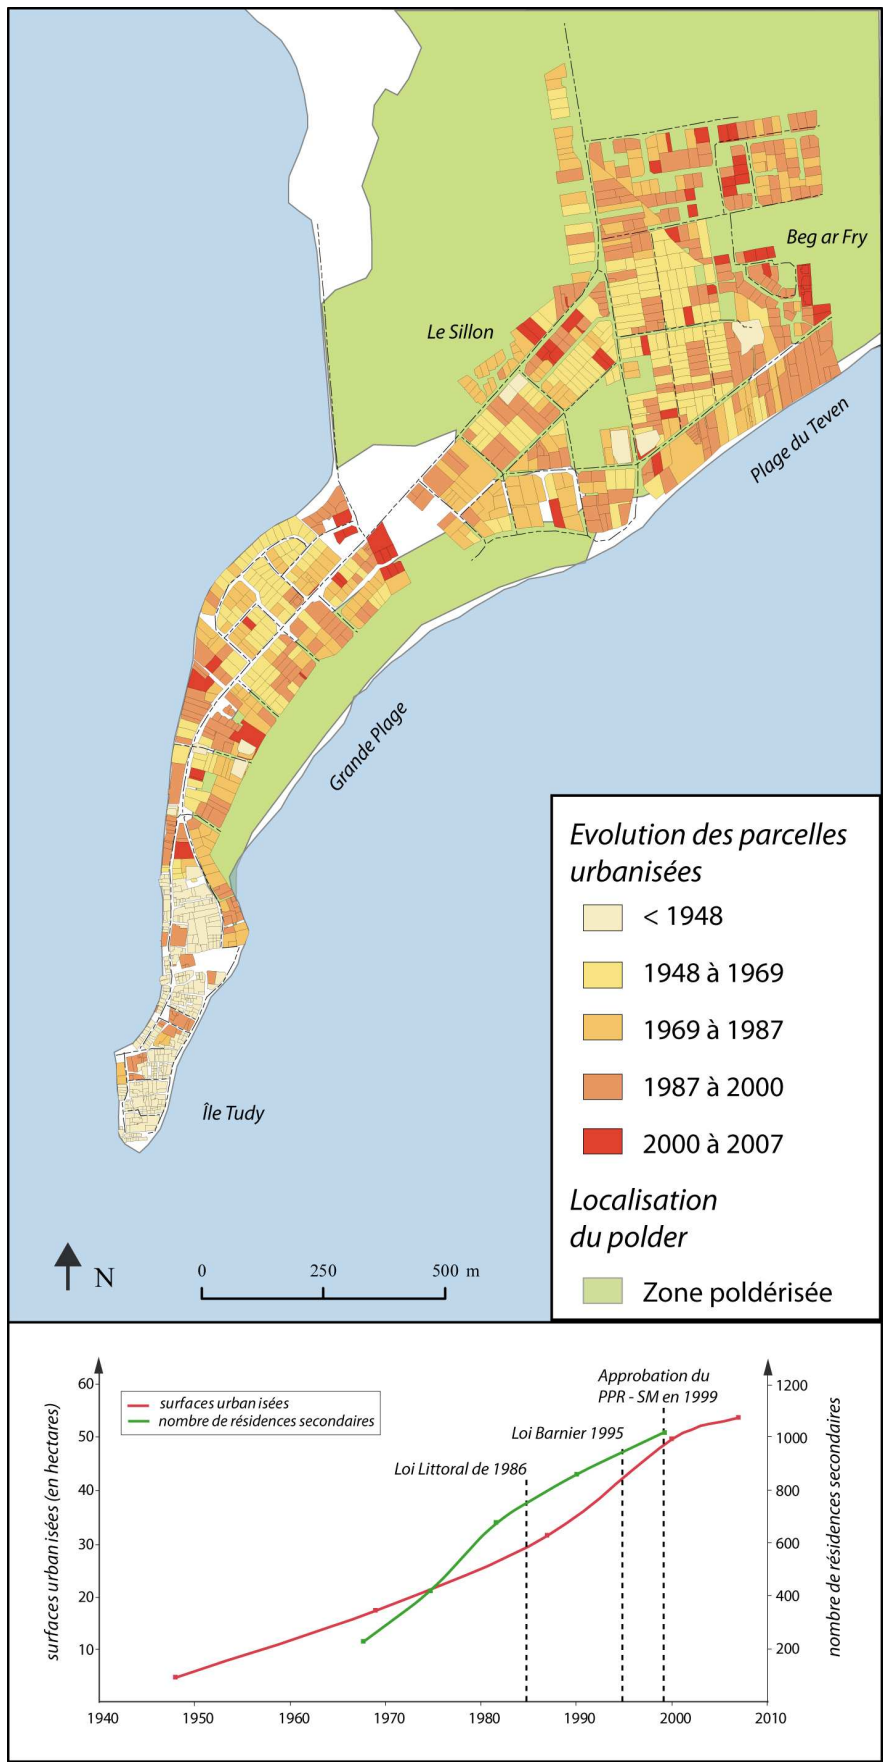 Beg ar Fry
Le Sillon
Plage du Teven
Grande Plage
Île Tudy
Evolution des parcelles
urbanisées
< 1948
1948 à 1969
1969 à 1987
1987 à 2000
2000 à 2007
Localisation
du polder
Zone poldérisée
N
0 250 500 m
surfaces urbanisées
nombre de résidences secondaires
Loi Littoral de 1986
Loi Barnier 1995
Approbation du
PPR - SM en 1999
surfaces urbanisées (en hectares)
60
50
40
30
20
10
nombre de résidences secondaires
1200
1000
800
600
400
200
1940 1950 1960 1970 1980 1990 2000 2010